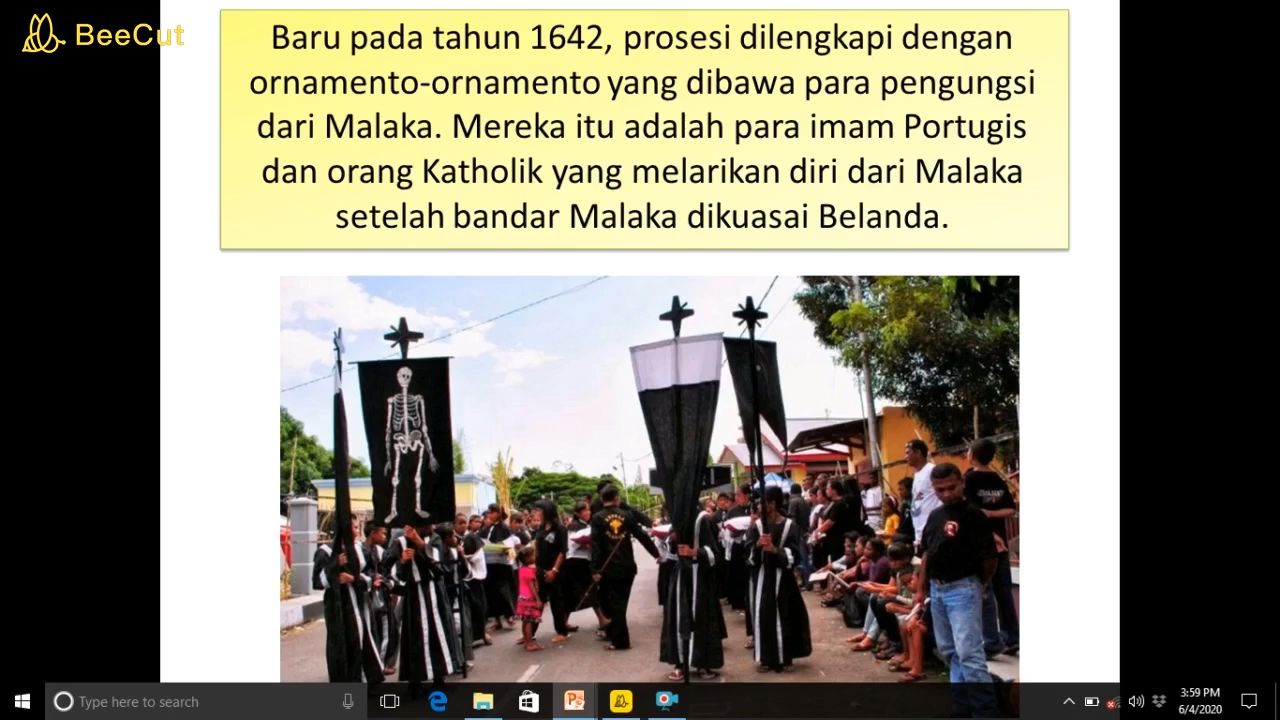 BeeCut
Baru pada tahun 1642, prosesi dilengkapi dengan
ornamento-ornamento yang dibawa para pengungsi
dari Malaka. Mereka itu adalah para imam Portugis
dan orang Katholik yang melarikan diri dari Malaka
setelah bandar Malaka dikuasai Belanda.
Type here to search
3:59 PM
6/4/2020